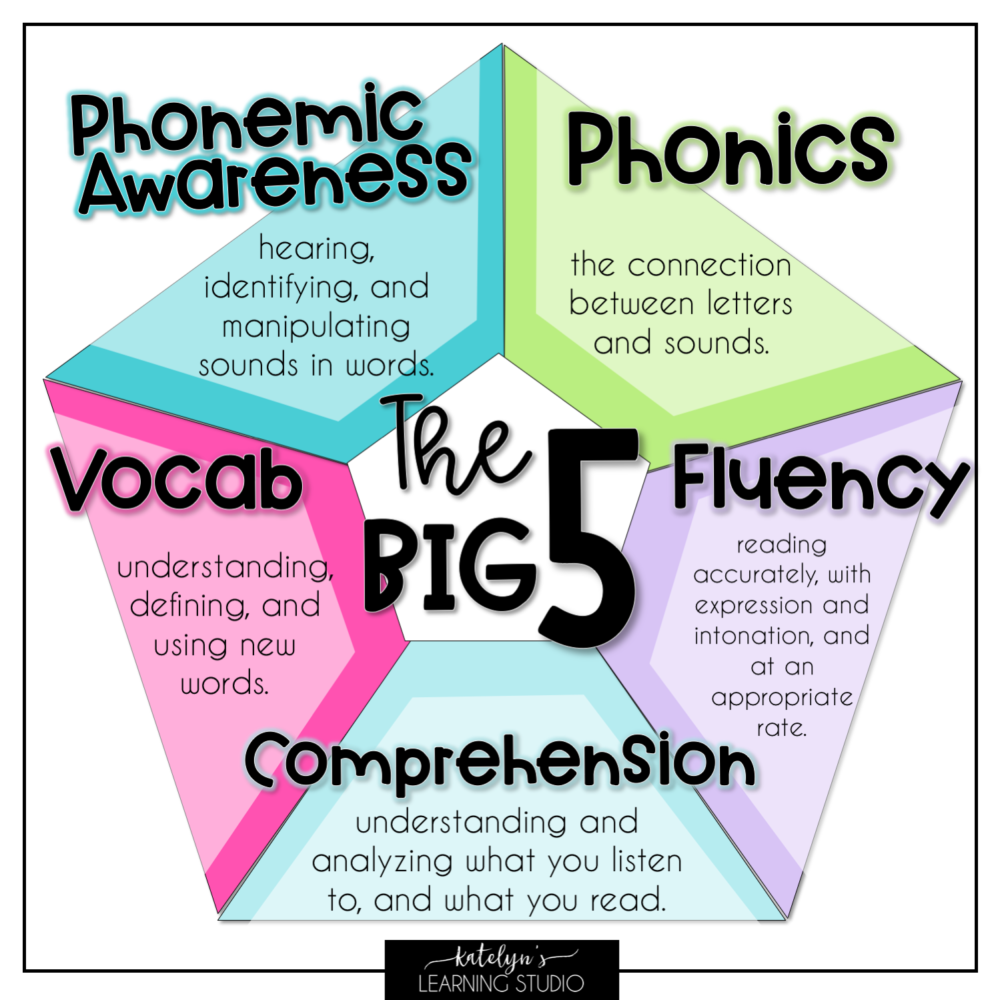 Phonemic
Awareness
hearing,
identifying, and
manipulating
sounds in words.
Phonics
the connection
between letters
and sounds.
The
BIG 5
Vocab
understanding,
defining, and
using new
words.
Fluency
reading
accurately, with
expression and
intonation, and
at an
appropriate
rate.
Comprehension
understanding and
analyzing what you listen
to, and what you read.
katelyn's
LEARNING STUDIO